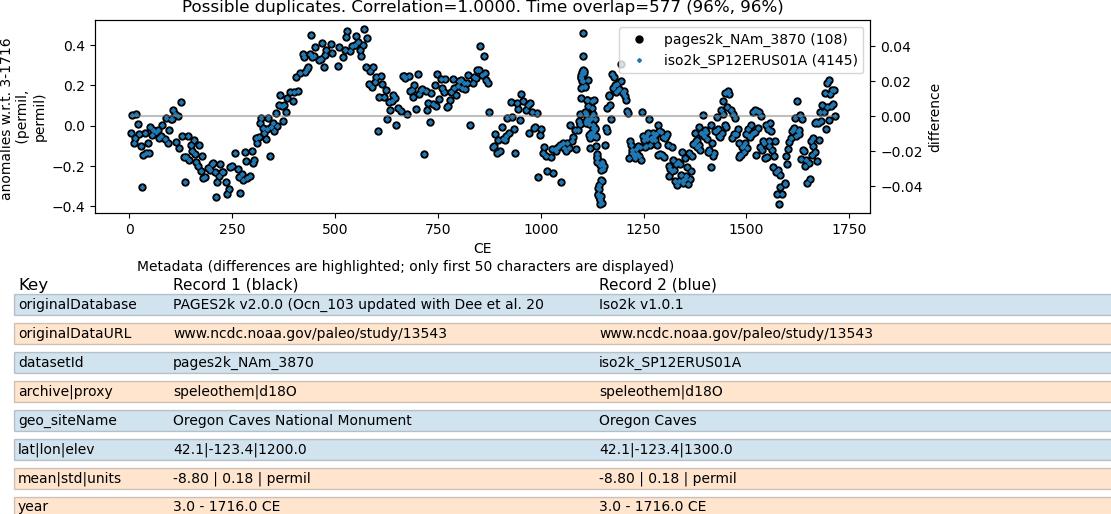 Possible duplicates. Correlation=1.0000. Time overlap=577 (96%, 96%)
anomalies w.r.t. 3-1716
(permil,
permil)
0.4
0.2
0.0
−0.2
−0.4
pages2k_NAm_3870 (108)
iso2k_SP12ERUS01A (4145)
0.04
0.02
0.00
−0.02
−0.04
difference
0 250 500 750 1000 1250 1500 1750
CE
Metadata (differences are highlighted; only first 50 characters are displayed)
Key Record 1 (black) Record 2 (blue)
originalDatabase PAGES2k v2.0.0 (Ocn_103 updated with Dee et al. 20 Iso2k v1.0.1
originalDataURL www.ncdc.noaa.gov/paleo/study/13543 www.ncdc.noaa.gov/paleo/study/13543
datasetId pages2k_NAm_3870 iso2k_SP12ERUS01A
archive|proxy speleothem|d18O speleothem|d18O
geo_siteName Oregon Caves National Monument Oregon Caves
lat|lon|elev 42.1|-123.4|1200.0 42.1|-123.4|1300.0
mean|std|units -8.80 | 0.18 | permil -8.80 | 0.18 | permil
year 3.0 - 1716.0 CE 3.0 - 1716.0 CE